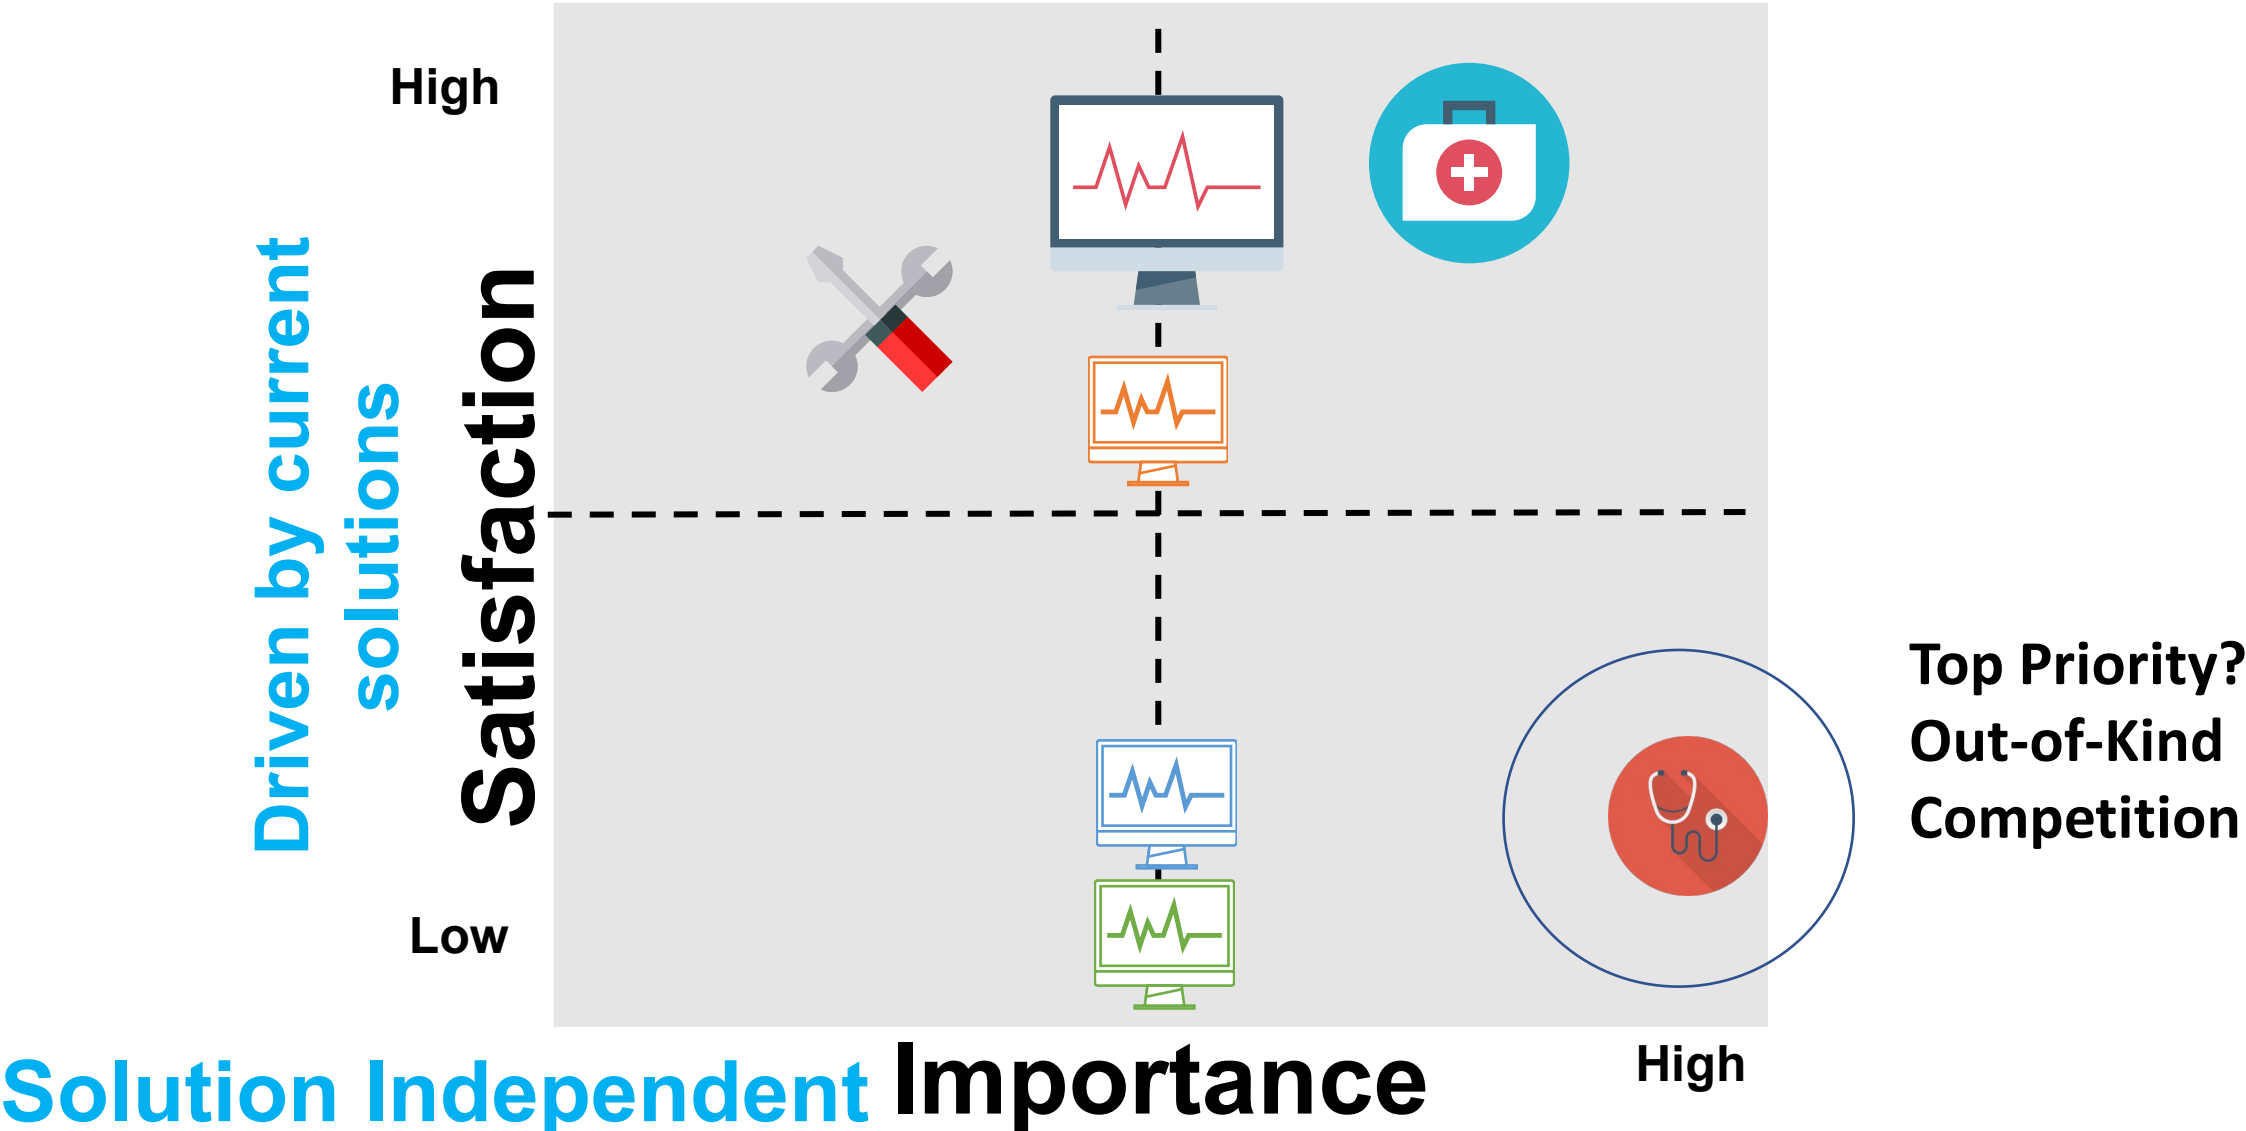 High
Driven by current
solutions
Satisfaction
Top Priority?
Out-of-Kind
Competition
Low
High
Solution Independent Importance